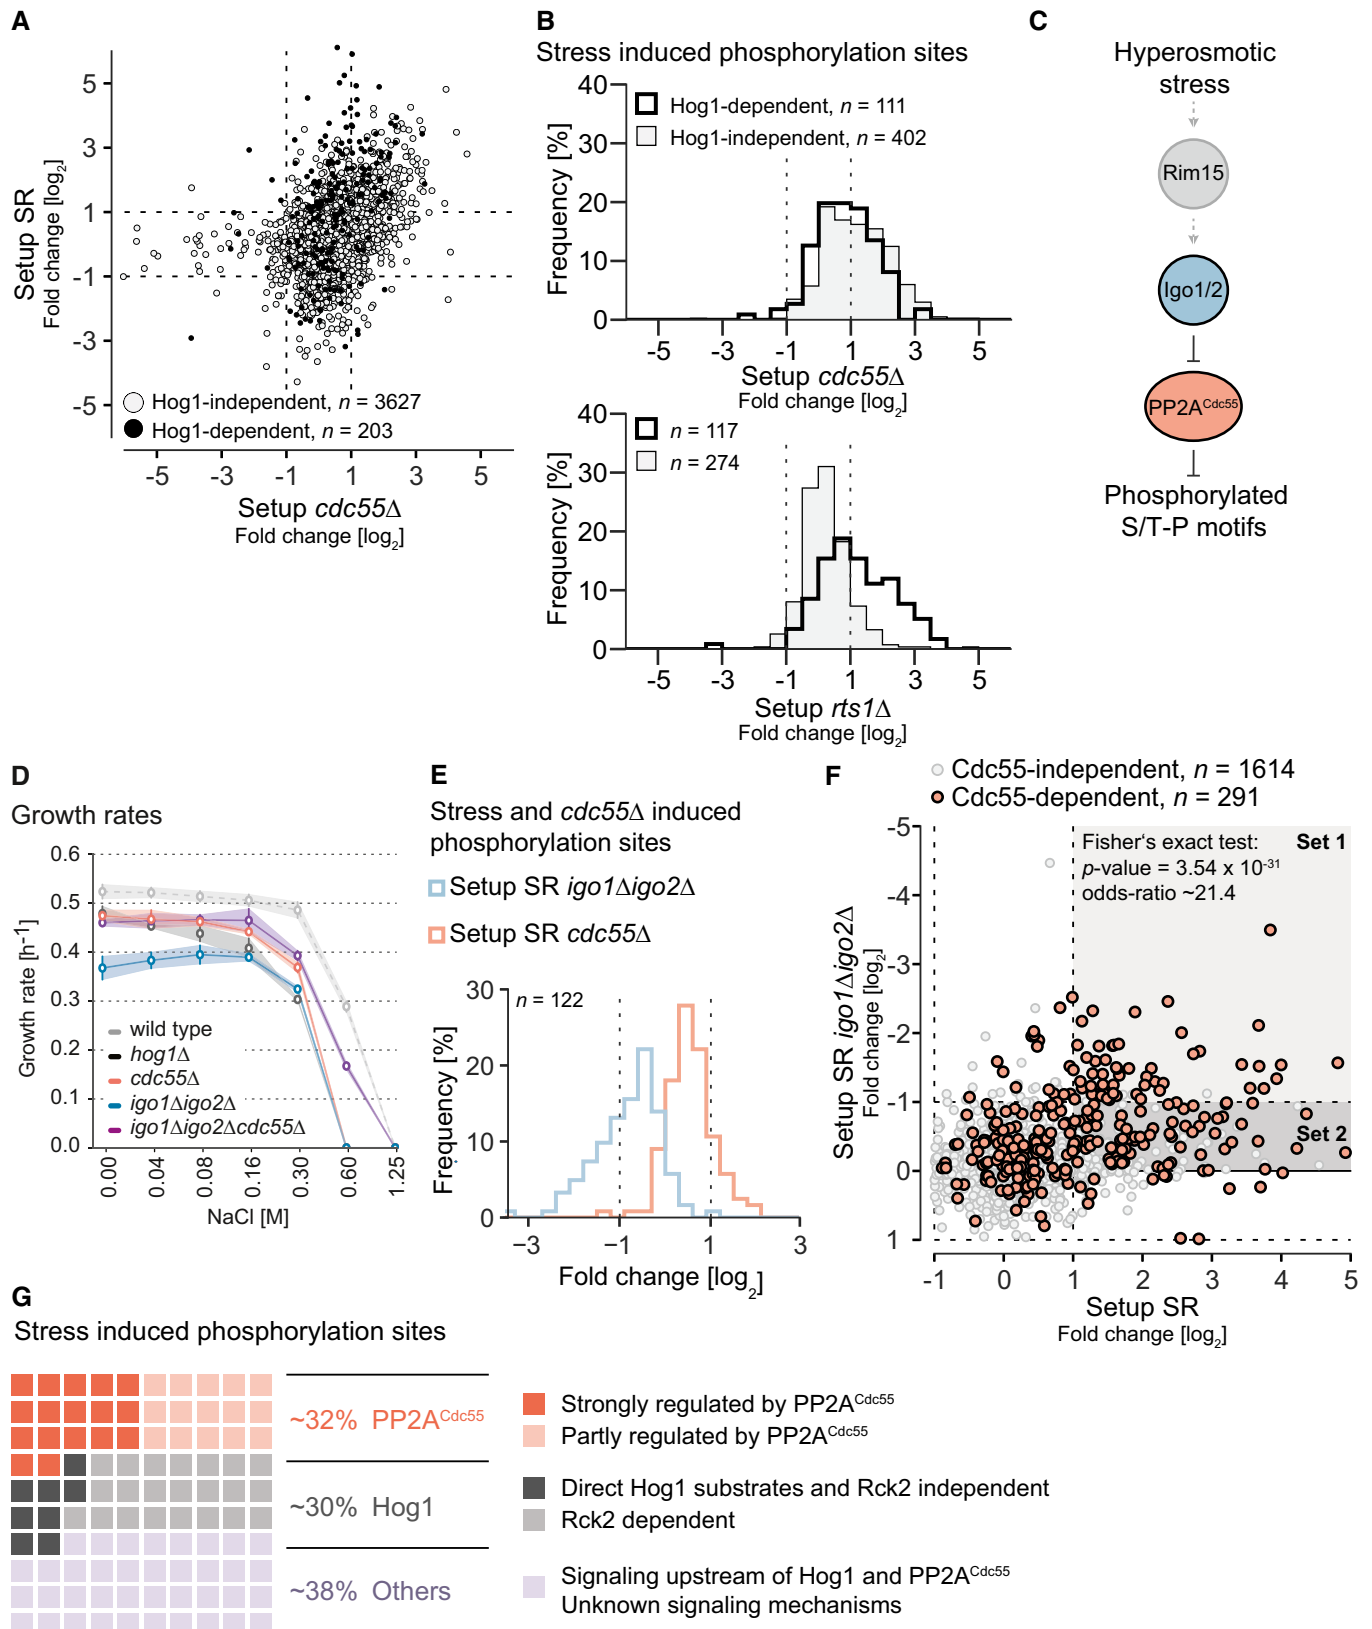 A
Setup SR
Fold change [log2]
5
3
1
-1
-3
-5
Hog1-independent, n = 3627
Hog1-dependent, n = 203
-5 -3 -1 1 3 5
Setup cdc55Δ
Fold change [log2]
B
Stress induced phosphorylation sites
Frequency [%]
40
30
20
10
0
Hog1-dependent, n = 111
Hog1-independent, n = 402
-5 -3 -1 1 3 5
Setup cdc55Δ
Fold change [log2]
Frequency [%]
40
30
20
10
0
n = 117
n = 274
-5 -3 -1 1 3 5
Setup rts1Δ
Fold change [log2]
C
Hyperosmotic
stress
Rim15
Igo1/2
PP2ACdc55
Phosphorylated
S/T-P motifs
D
Growth rates
Growth rate [h-1]
0.6
0.5
0.4
0.3
0.2
0.1
0.0
wild type
hog1Δ
cdc55Δ
igo1Δigo2Δ
igo1Δigo2Δcdc55Δ
0.00 0.04 0.08 0.16 0.30 0.60 1.25
NaCl [M]
E
Stress and cdc55Δ induced
phosphorylation sites
Setup SR igo1Δigo2Δ
Setup SR cdc55Δ
Frequency [%]
30
20
10
0
n = 122
−3 −1 1 3
Fold change [log2]
F
Cdc55-independent, n = 1614
Cdc55-dependent, n = 291
Setup SR igo1Δigo2Δ
Fold change [log2]
-5
-4
-3
-2
-1
0
1
Fisher‘s exact test:
p-value = 3.54 x 10-31
odds-ratio ~21.4
Set 1
Set 2
-1 0 1 2 3 4 5
Setup SR
Fold change [log2]
G
Stress induced phosphorylation sites
~32% PP2ACdc55
~30% Hog1
~38% Others
Strongly regulated by PP2ACdc55
Partly regulated by PP2ACdc55
Direct Hog1 substrates and Rck2 independent
Rck2 dependent
Signaling upstream of Hog1 and PP2ACdc55
Unknown signaling mechanisms